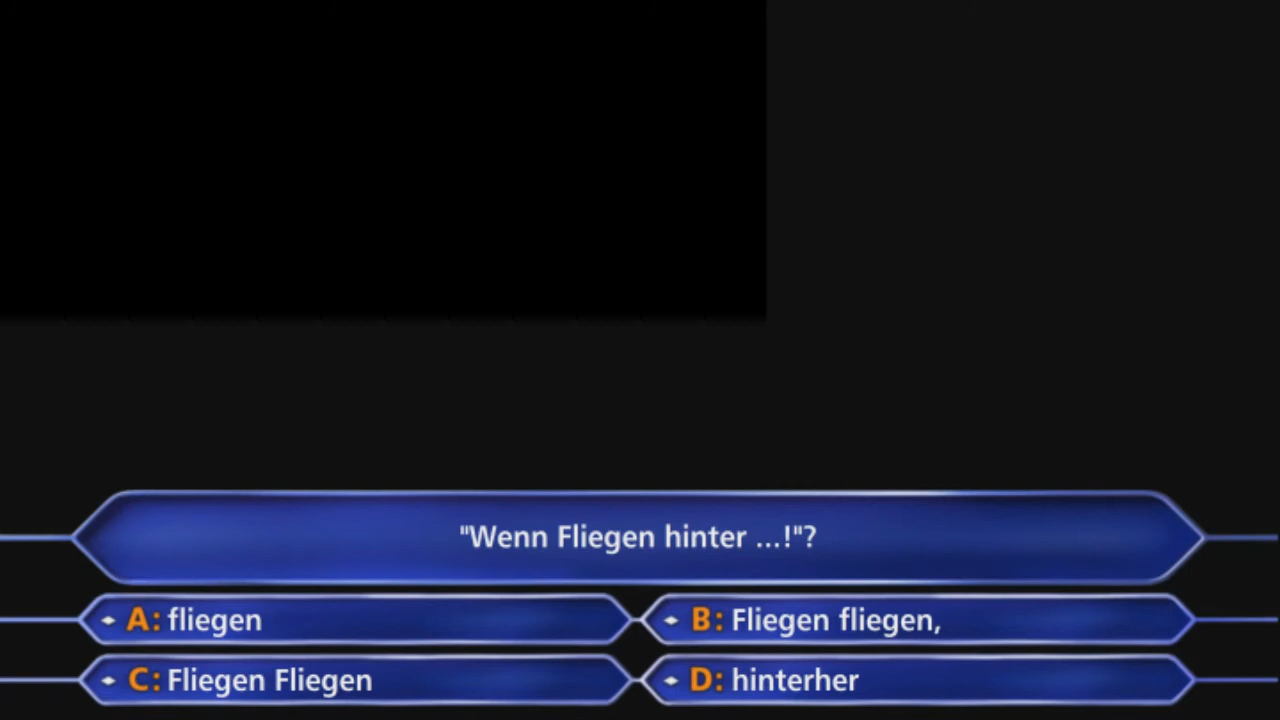 "Wenn Fliegen hinter ...!"?
A: fliegen
B: Fliegen fliegen,
C: Fliegen Fliegen
D: hinterher